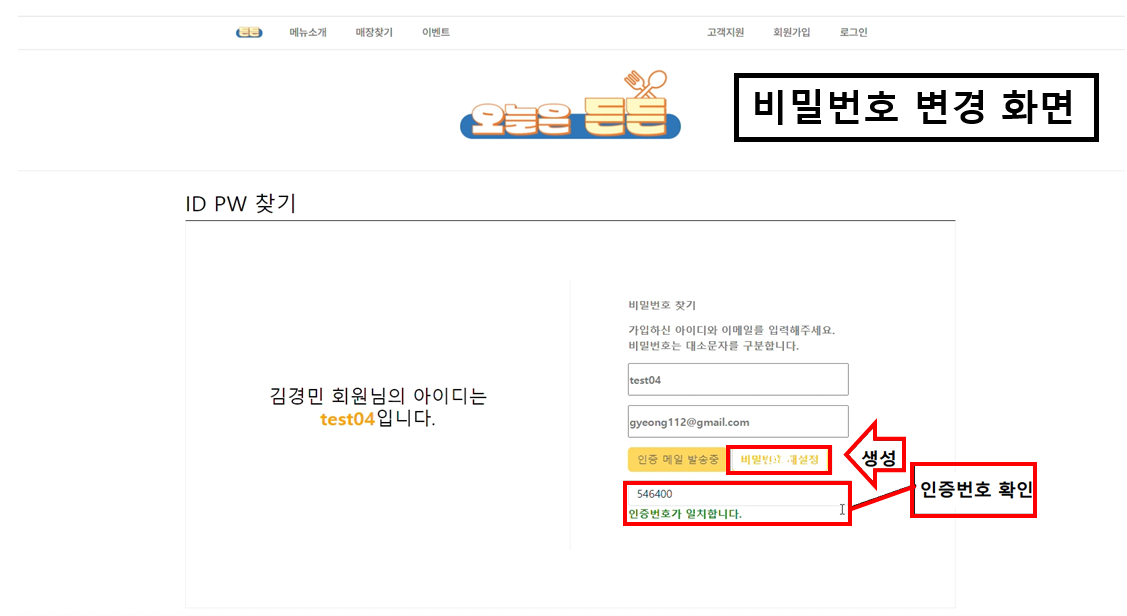 든든 메뉴소개 매장찾기 이벤트 고객지원 회원가입 로그인
오늘은 든든
비밀번호 변경 화면
ID PW 찾기
김경민 회원님의 아이디는
test04입니다.
비밀번호 찾기
가입하신 아이디와 이메일를 입력해주세요.
비밀번호는 대소문자를 구분합니다.
test04
gyeong112@gmail.com
인증 메일 발송중 비밀번호 재설정
생성
546400
인증번호가 일치합니다.
인증번호 확인